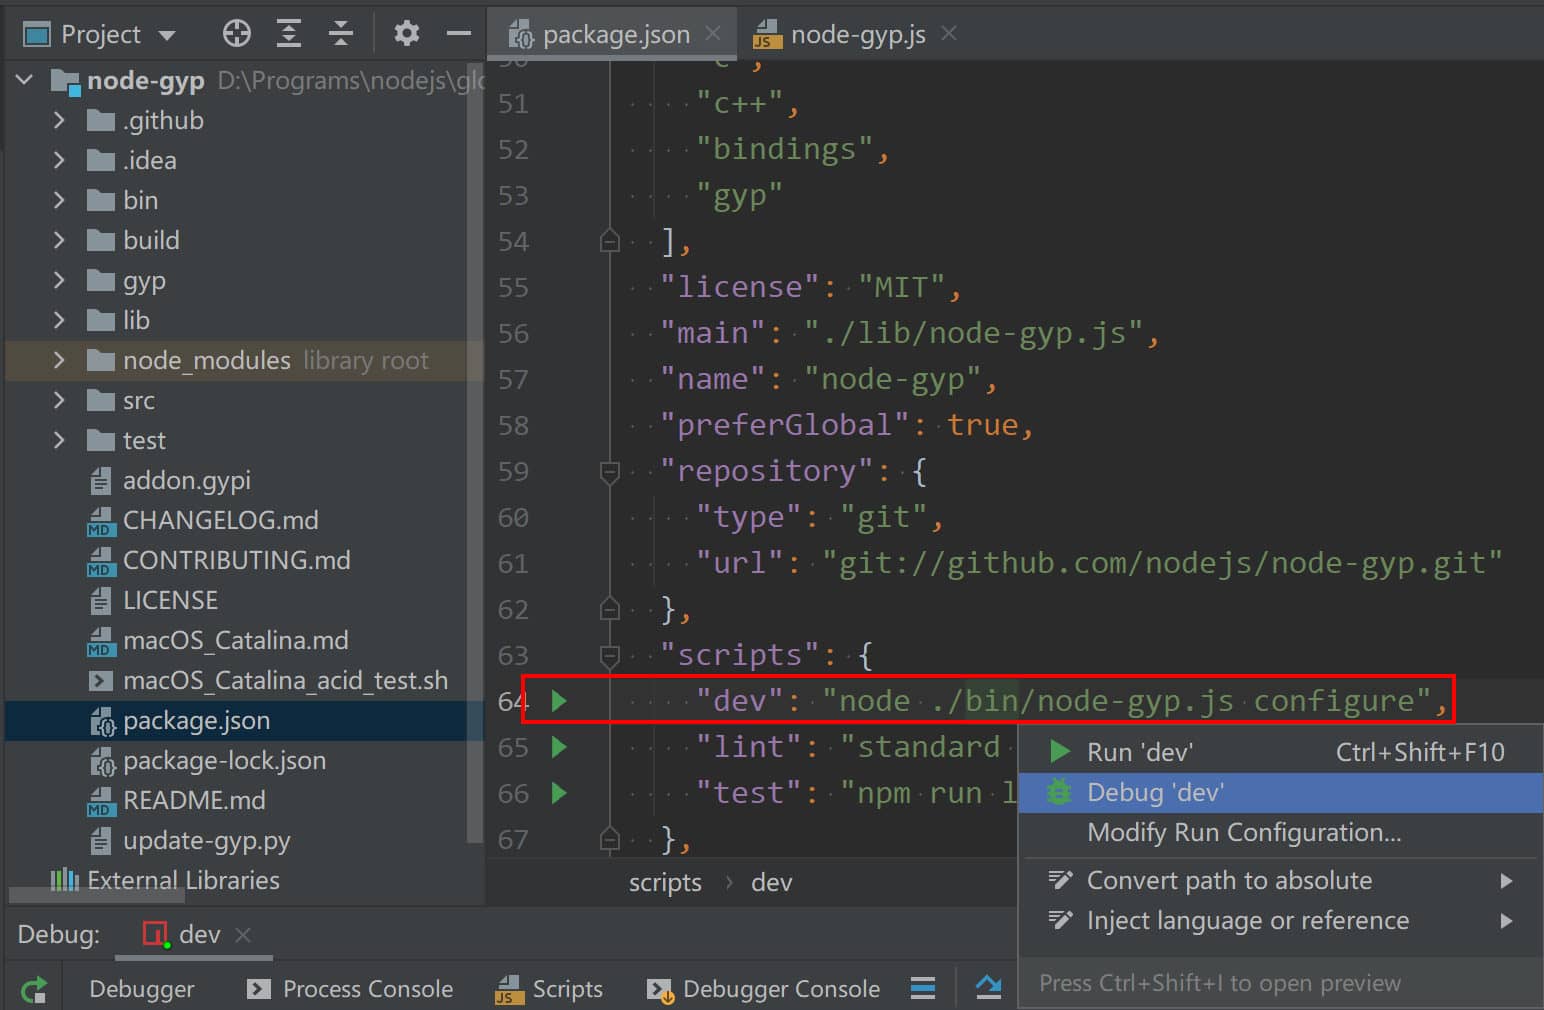 Project
package.json
node-gyp.js
node-gyp D:\Programs\nodejs\glo
.github
.idea
bin
build
gyp
lib
node_modules library root
src
test
addon.gypi
MD CHANGELOG.md
MD CONTRIBUTING.md
LICENSE
MD macOS_Catalina.md
macOS_Catalina_acid_test.sh
package.json
package-lock.json
MD README.md
update-gyp.py
External Libraries
51 "c++",
52 "bindings",
53 "gyp"
54 ],
55 "license": "MIT",
56 "main": "./lib/node-gyp.js",
57 "name": "node-gyp",
58 "preferGlobal": true,
59 "repository": {
60 "type": "git",
61 "url": "git://github.com/nodejs/node-gyp.git"
62 },
63 "scripts": {
64 "dev": "node ./bin/node-gyp.js configure",
65 "lint": "standard
66 "test": "npm run l
67 },
scripts › dev
Run 'dev' Ctrl+Shift+F10
Debug 'dev'
Modify Run Configuration...
Convert path to absolute
Inject language or reference
Press Ctrl+Shift+I to open preview
Debug: dev
Debugger Process Console JS Scripts Debugger Console